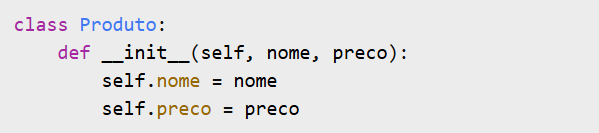 class Produto:
    def __init__(self, nome, preco):
        self.nome = nome
        self.preco = preco